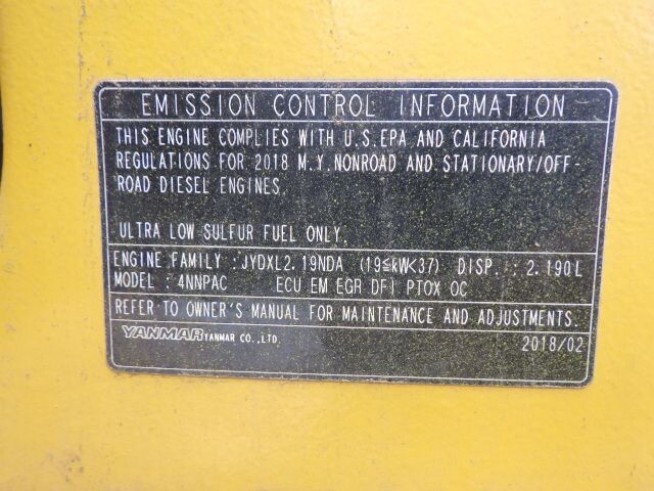 EMISSION CONTROL INFORMATION
THIS ENGINE COMPLIES WITH U.S.EPA AND CALIFORNIA
REGULATIONS FOR 2018 M.Y.NONROAD AND STATIONARY/OFF-
ROAD DIESEL ENGINES.
ULTRA LOW SULFUR FUEL ONLY.
ENGINE FAMILY :JYDXL2.19NDA (19≦kW<37) DISP. : 2.190L
MODEL : 4NNPAC ECU EM EGR DFI PTOX OC
REFER TO OWNER'S MANUAL FOR MAINTENANCE AND ADJUSTMENTS.
YANMAR YANMAR CO.,LTD. 2018/02